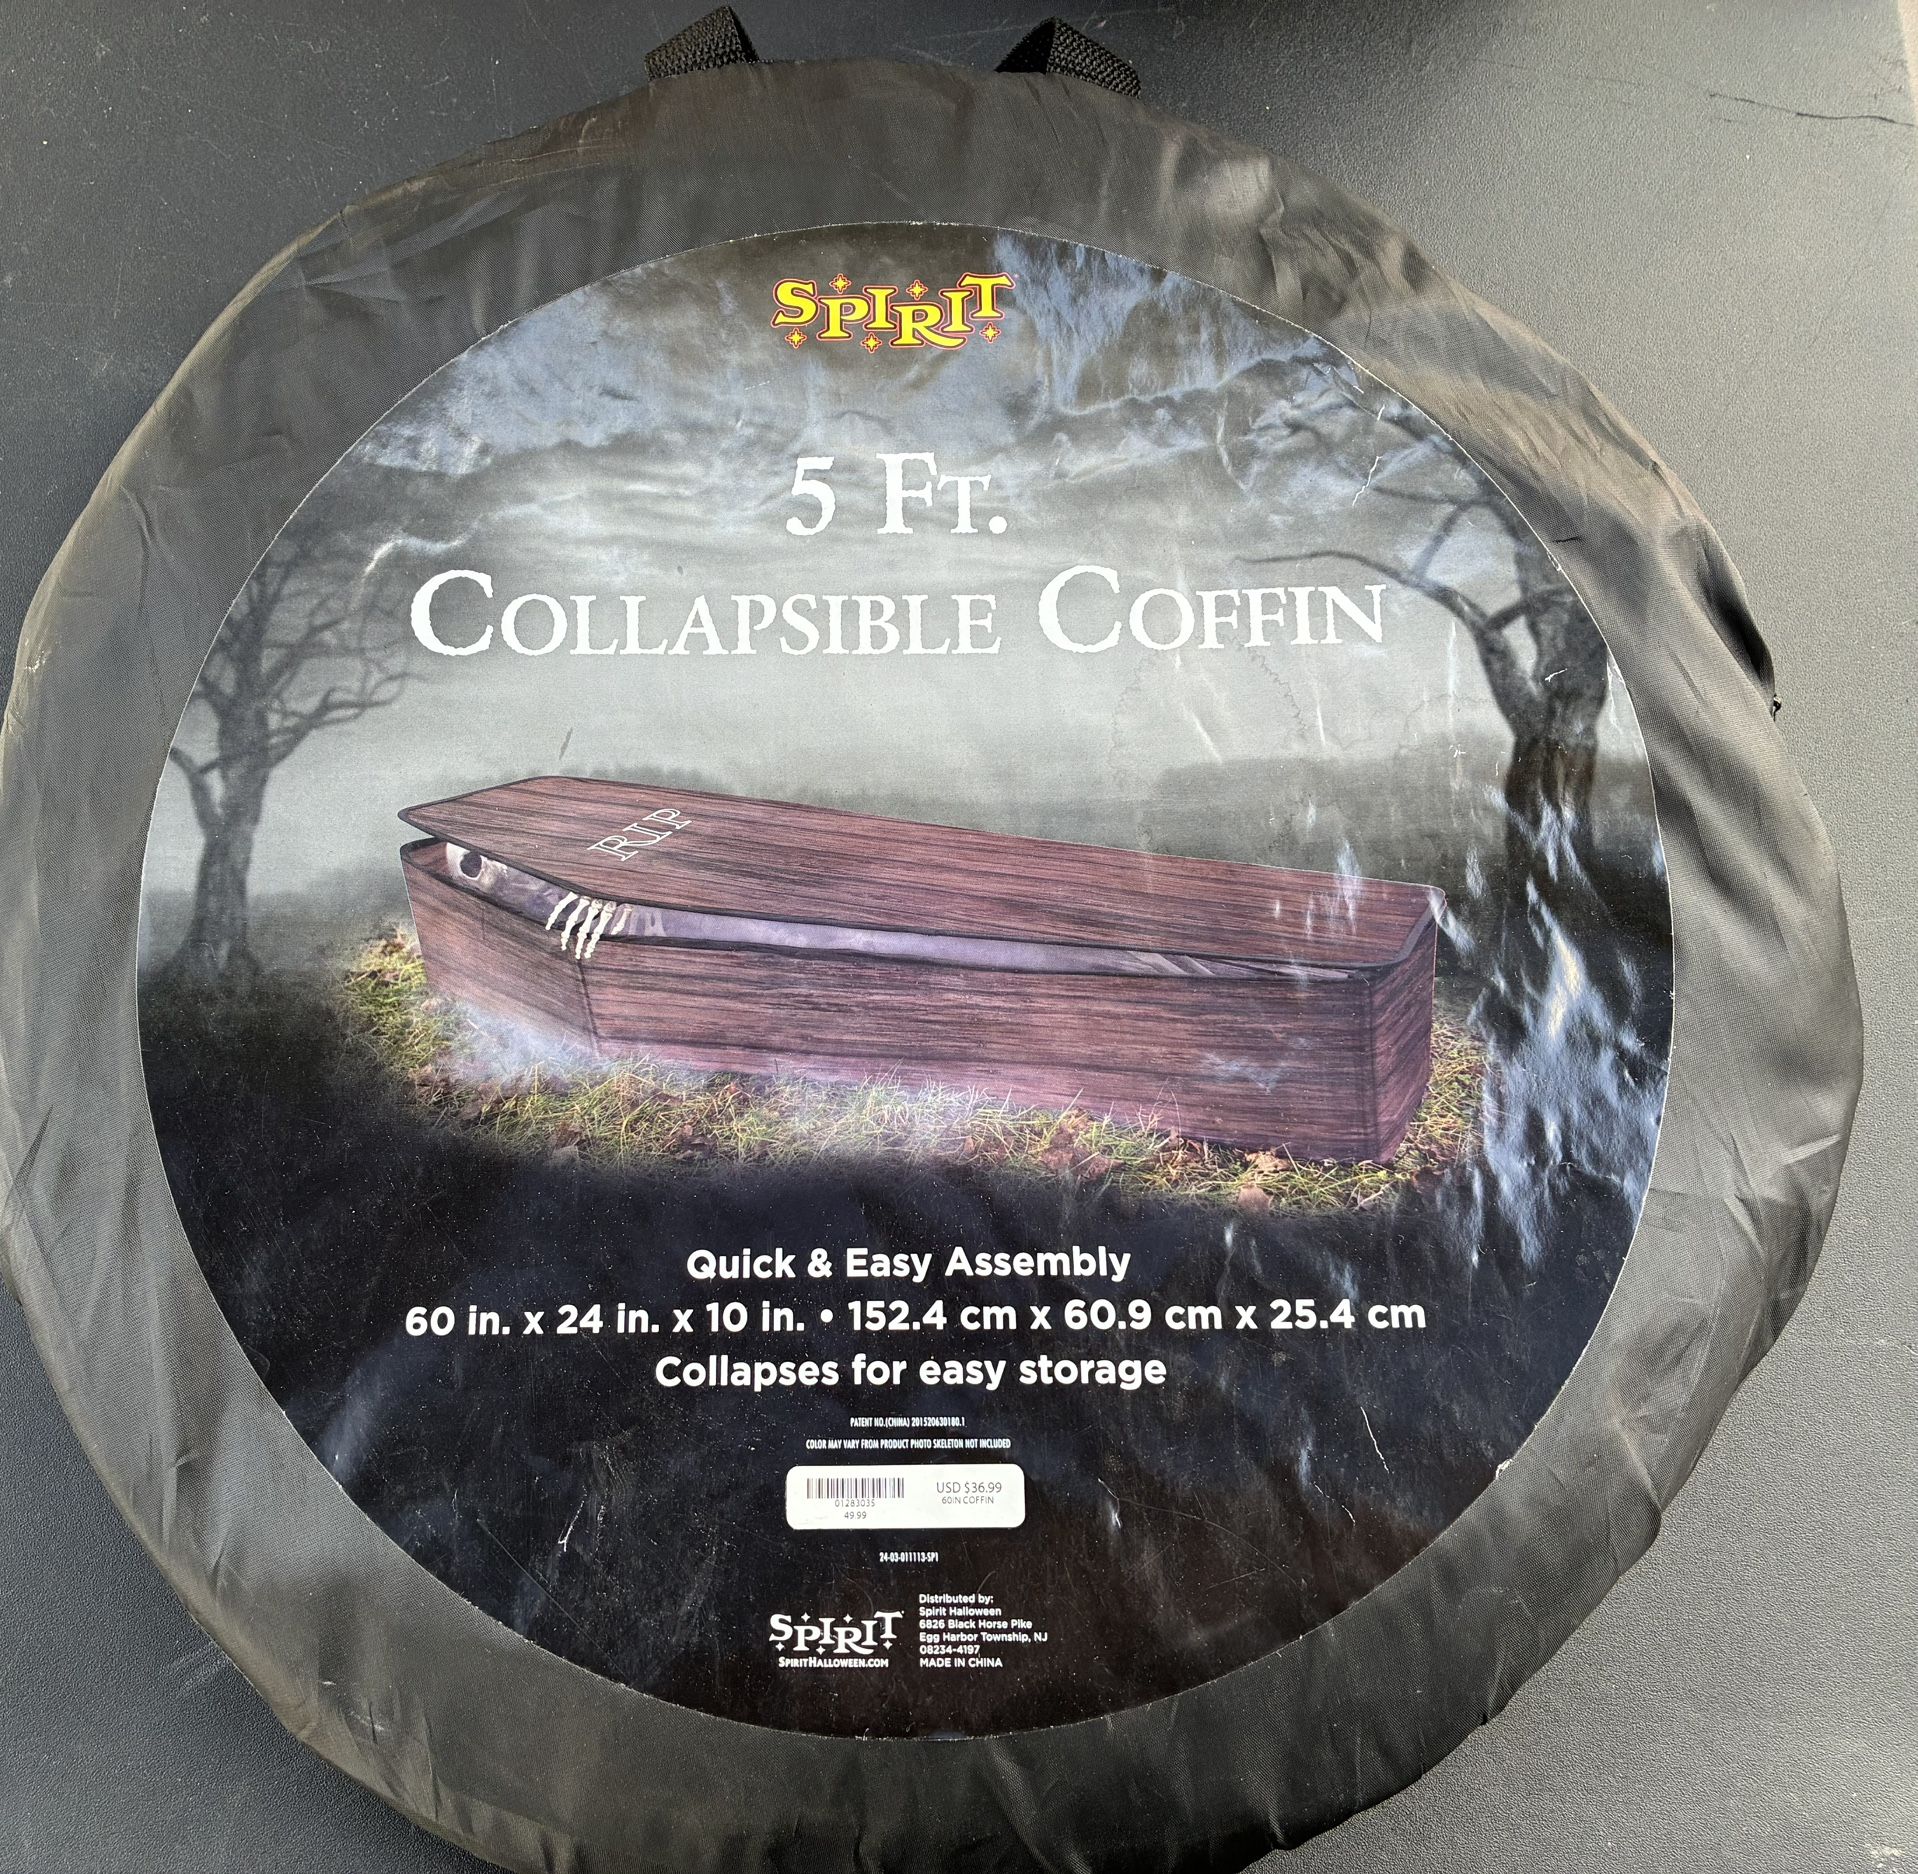 SPIRIT
5 FT.
COLLAPSIBLE COFFIN
RIP
Quick & Easy Assembly
60 in. x 24 in. x 10 in. • 152.4 cm x 60.9 cm x 25.4 cm
Collapses for easy storage
PATENT NO.(CHINA) 201520630180.1
COLOR MAY VARY FROM PRODUCT PHOTO SKELETON NOT INCLUDED
01283035
49.99
USD $36.99
60IN COFFIN
24-03-011113-SP1
SPIRIT
SPIRITHALLOWEEN.COM
Distributed by:
Spirit Halloween
6826 Black Horse Pike
Egg Harbor Township, NJ
08234-4197
MADE IN CHINA